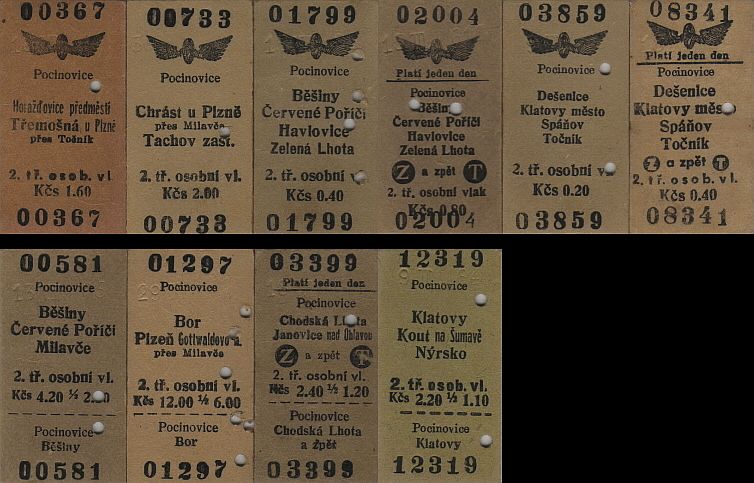 00367
Pocinovice
Horažďovice předměstí
Třemošná u Plzně
přes Točník
2. tř. osob. vl
Kčs 1.60
00367
00733
Pocinovice
Chrást u Plzně
přes Milavče
Tachov zast.
2. tř. osobní vl.
Kčs 2.00
00733
01799
Pocinovice
Běšiny
Červené Poříčí
Havlovice
Zelená Lhota
2. tř. osobní vl.
Kčs 0.40
01799
02004
Platí jeden den
Pocinovice
Běšiny
Červené Poříčí
Havlovice
Zelená Lhota
Z a zpět T
2. tř. osobní vlak
Kčs 0.80
02004
03859
Pocinovice
Dešenice
Klatovy město
Spáňov
Točník
2. tř. osobní vl.
Kčs 0.20
03859
08341
Platí jeden den
Pocinovice
Dešenice
Klatovy město
Spáňov
Točník
Z a zpět T
2. tř. osob. vl.
Kčs 0.40
08341
00581
Pocinovice
Běšiny
Červené Poříčí
Milavče
2. tř. osobní vl.
Kčs 4.20 ½
Pocinovice
Běšiny
00581
01297
Pocinovice
Bor
Plzeň
přes Milavče
2. tř. osobní vl.
Kčs 12.00 ½ 6.00
Pocinovice
Bor
01297
03399
Platí jeden den
Pocinovice
Chodská Lhota
Janovice nad Úhlavou
Z a zpět T
2. tř. osobní vl.
Kčs 2.40 ½ 1.20
Pocinovice
Chodská Lhota
a zpět
03399
12319
Pocinovice
Klatovy
Kout na Šumavě
Nýrsko
2. tř. osob. vl.
Kčs 2.20 ½ 1.10
Pocinovice
Klatovy
12319